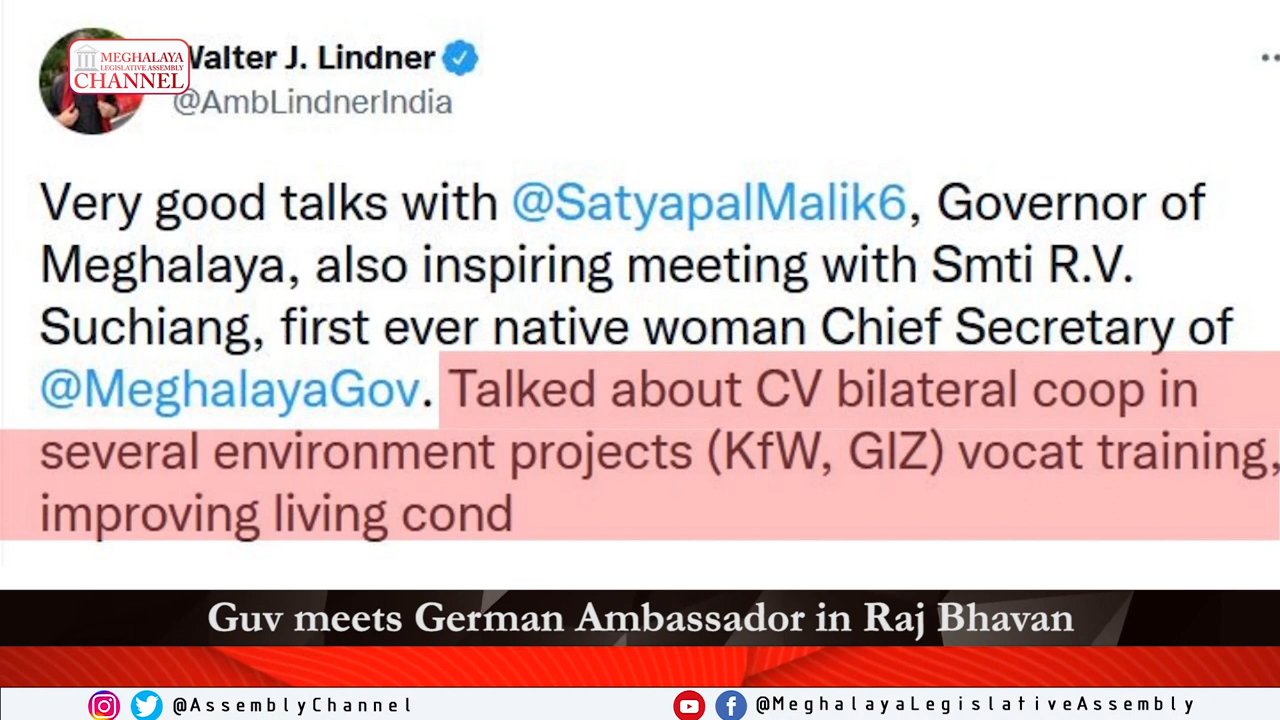 MEGHALAYA
LEGISLATIVE ASSEMBLY
CHANNEL
Walter J. Lindner
@AmbLindnerIndia
Very good talks with @SatyapalMalik6, Governor of
Meghalaya, also inspiring meeting with Smti R.V.
Suchiang, first ever native woman Chief Secretary of
@MeghalayaGov. Talked about CV bilateral coop in
several environment projects (KfW, GIZ) vocat training,
improving living cond
Guv meets German Ambassador in Raj Bhavan
@AssemblyChannel
@MeghalayaLegislativeAssembly